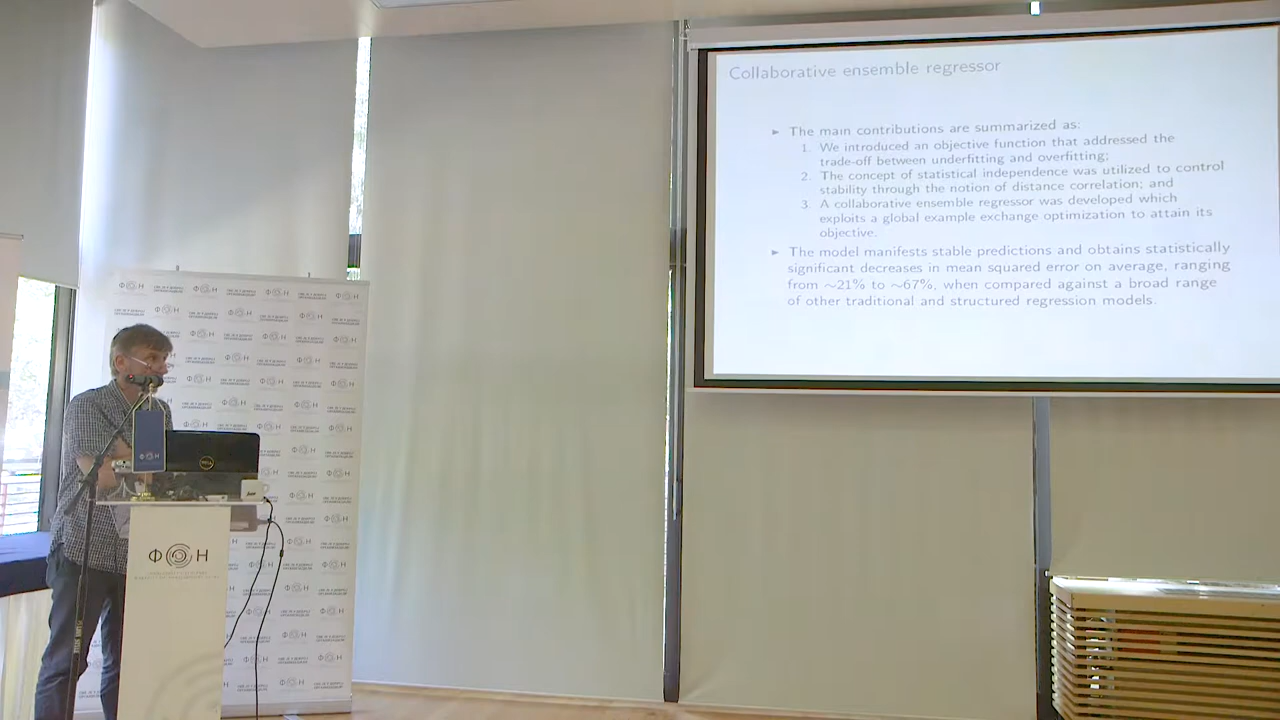 Collaborative ensemble regressor
► The main contributions are summarized as:
1. We introduced an objective function that addressed the
trade-off between underfitting and overfitting;
2. The concept of statistical independence was utilized to control
stability through the notion of distance correlation; and
3. A collaborative ensemble regressor was developed which
exploits a global example exchange optimization to attain its
objective.
► The model manifests stable predictions and obtains statistically
significant decreases in mean squared error on average, ranging
from ~21% to ~67%, when compared against a broad range
of other traditional and structured regression models.
DELL
ФОН